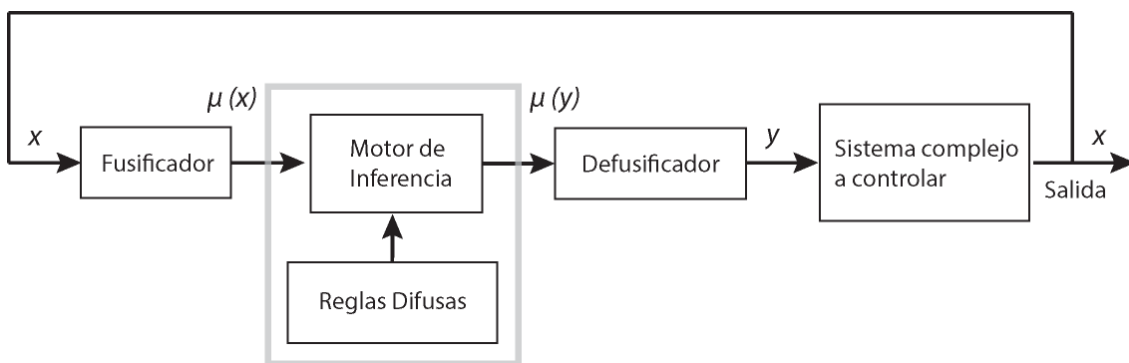 μ (x)
μ (y)
x
Fusificador
Motor de
Inferencia
Defusificador
y
Sistema complejo
a controlar
x
Salida
Reglas Difusas